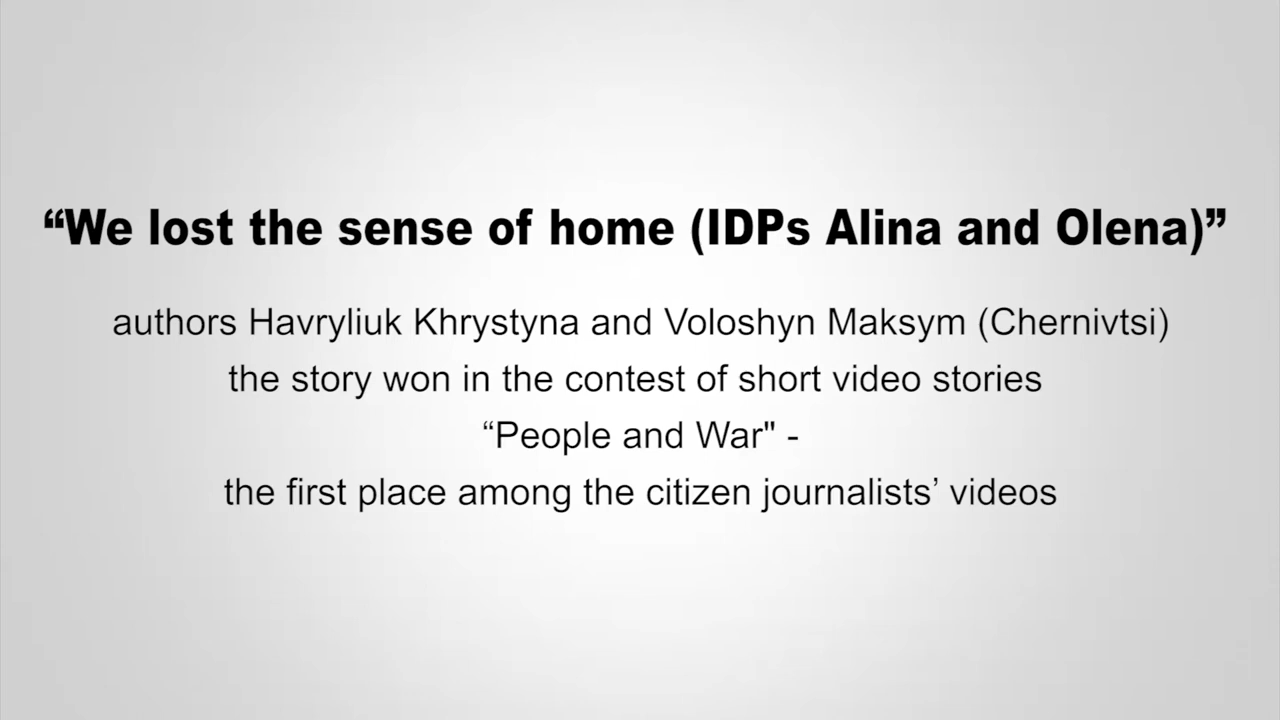 “We lost the sense of home (IDPs Alina and Olena)”
authors Havryliuk Khrystyna and Voloshyn Maksym (Chernivtsi)
the story won in the contest of short video stories
“People and War" -
the first place among the citizen journalists’ videos